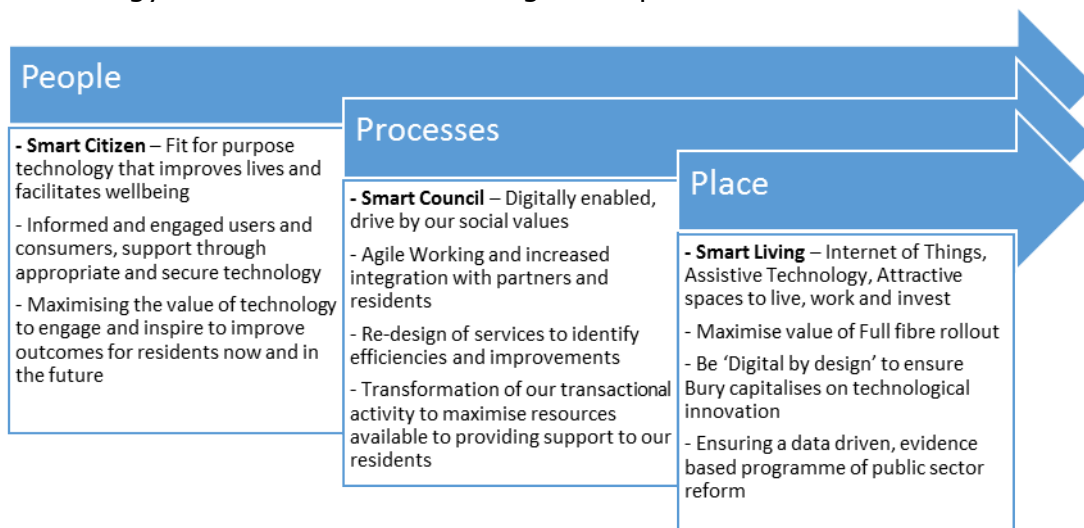 People
- Smart Citizen – Fit for purpose
technology that improves lives and
facilitates wellbeing
- Informed and engaged users and
consumers, support through
appropriate and secure technology
- Maximising the value of technology
to engage and inspire to improve
outcomes for residents now and in
the future
Processes
- Smart Council – Digitally enabled,
drive by our social values
- Agile Working and increased
integration with partners and
residents
- Re-design of services to identify
efficiencies and improvements
- Transformation of our transactional
activity to maximise resources
available to providing support to our
residents
Place
- Smart Living – Internet of Things,
Assistive Technology, Attractive
spaces to live, work and invest
- Maximise value of Full fibre rollout
- Be ‘Digital by design’ to ensure
Bury capitalises on technological
innovation
- Ensuring a data driven, evidence
based programme of public sector
reform